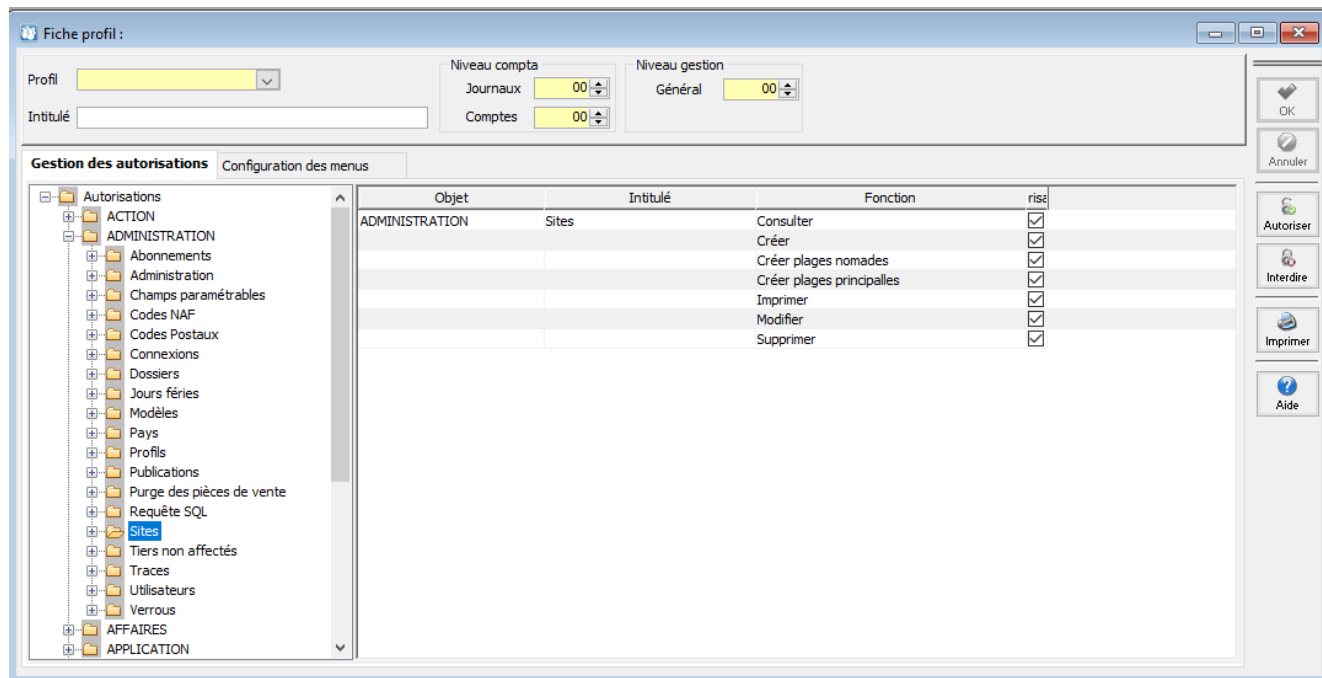 Fiche profil :
Profil
Niveau compta
Niveau gestion
Journaux 00
Général 00
Intitulé
Comptes 00
OK
Annuler
Autoriser
Interdire
Imprimer
Aide
Gestion des autorisations Configuration des menus
Autorisations
ACTION
ADMINISTRATION
Abonnements
Administration
Champs paramétrables
Codes NAF
Codes Postaux
Connexions
Dossiers
Jours féries
Modèles
Pays
Profils
Publications
Purge des pièces de vente
Requête SQL
Sites
Tiers non affectés
Traces
Utilisateurs
Verrous
AFFAIRES
APPLICATION
Objet Intitulé Fonction risa
ADMINISTRATION Sites Consulter
Créer
Créer plages nomades
Créer plages principalles
Imprimer
Modifier
Supprimer